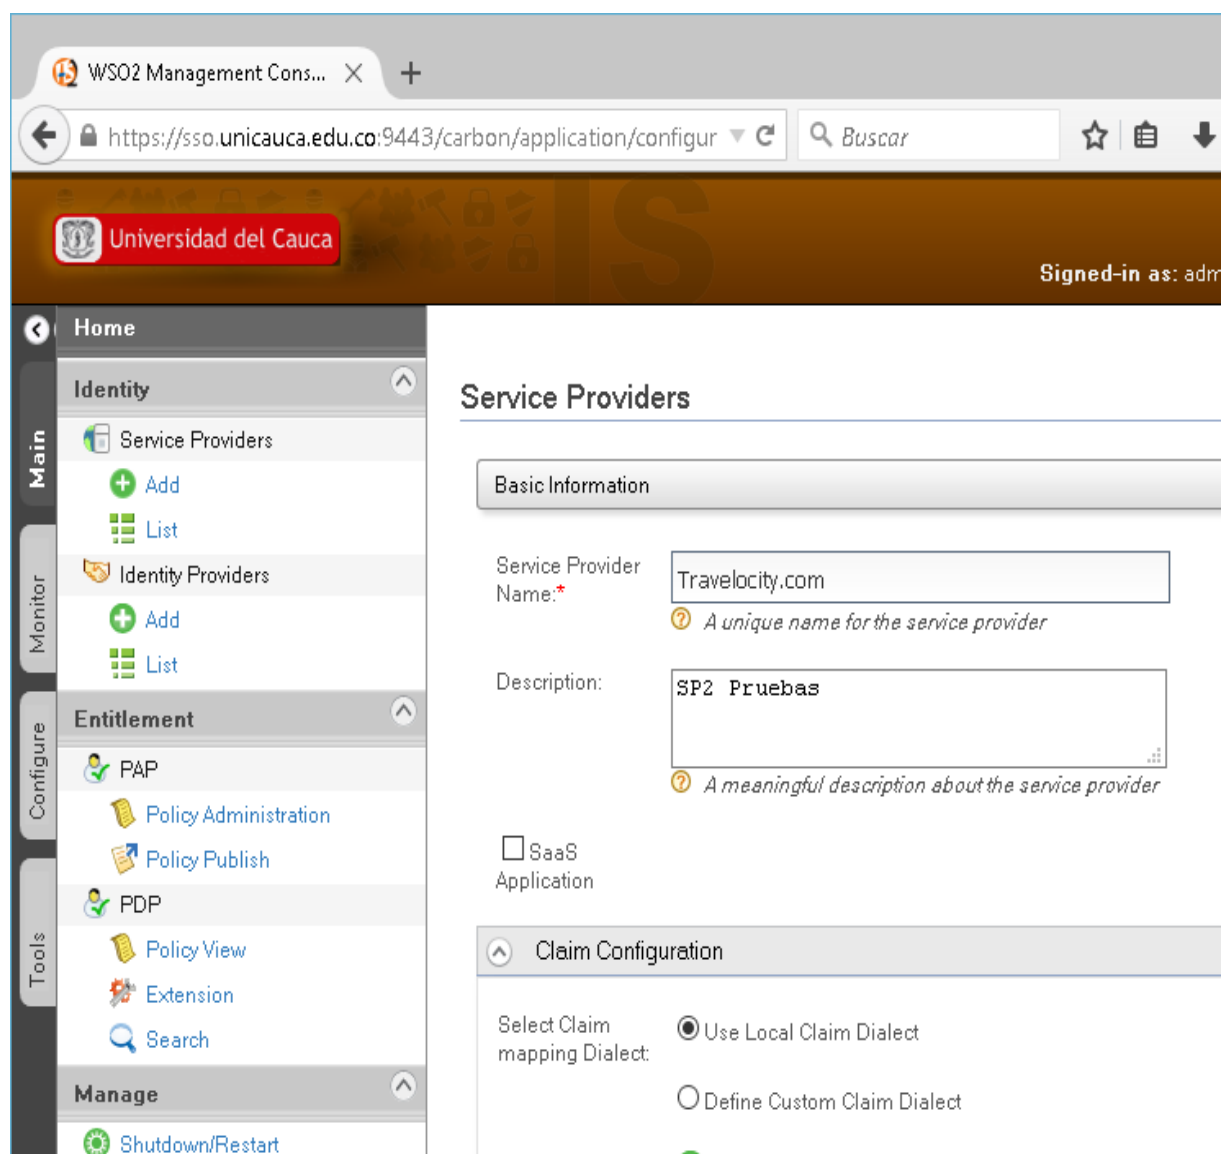 WSO2 Management Cons...
https://sso.unicauca.edu.co:9443/carbon/application/configur
Buscar
IS
Universidad del Cauca
Signed-in as: adm
Home
Main
Monitor
Configure
Tools
Identity
Service Providers
Add
List
Identity Providers
Add
List
Entitlement
PAP
Policy Administration
Policy Publish
PDP
Policy View
Extension
Search
Manage
Shutdown/Restart
Service Providers
Basic Information
Service Provider
Name:*
Travelocity.com
A unique name for the service provider
Description:
SP2 Pruebas
A meaningful description about the service provider
SaaS
Application
Claim Configuration
Select Claim
mapping Dialect:
Use Local Claim Dialect
Define Custom Claim Dialect